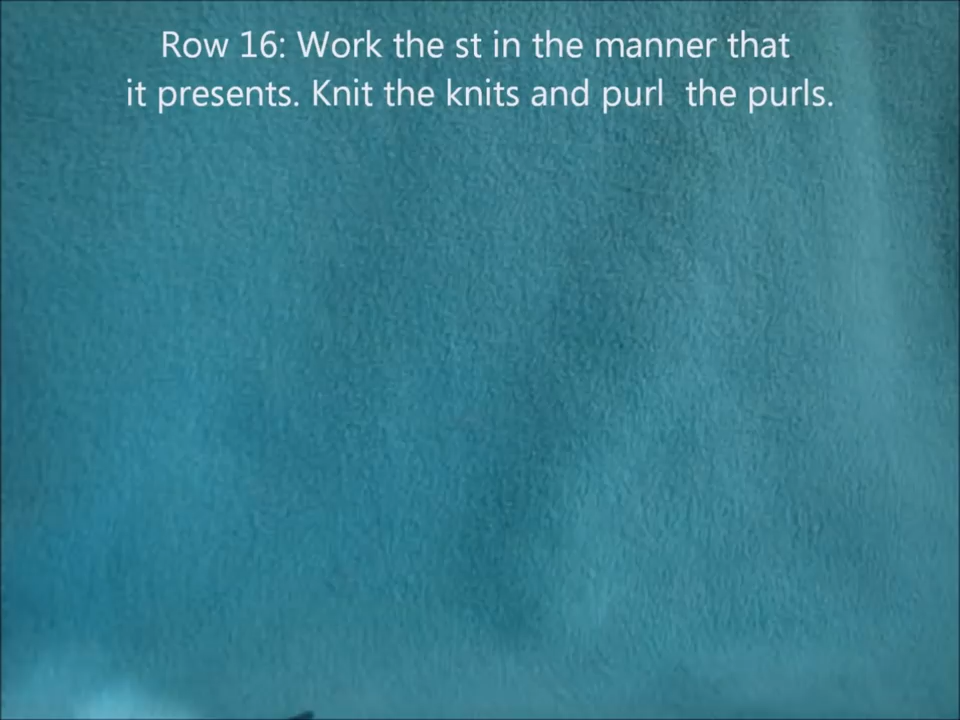 Row 16: Work the st in the manner that
it presents. Knit the knits and purl  the purls.